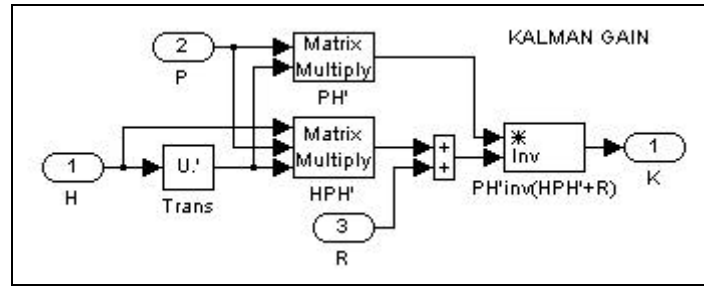 2
P
Matrix
Multiply
PH'
KALMAN GAIN
1
H
U.'
Trans
Matrix
Multiply
HPH'
+
+
3
R
*
Inv
PH'inv(HPH'+R)
1
K